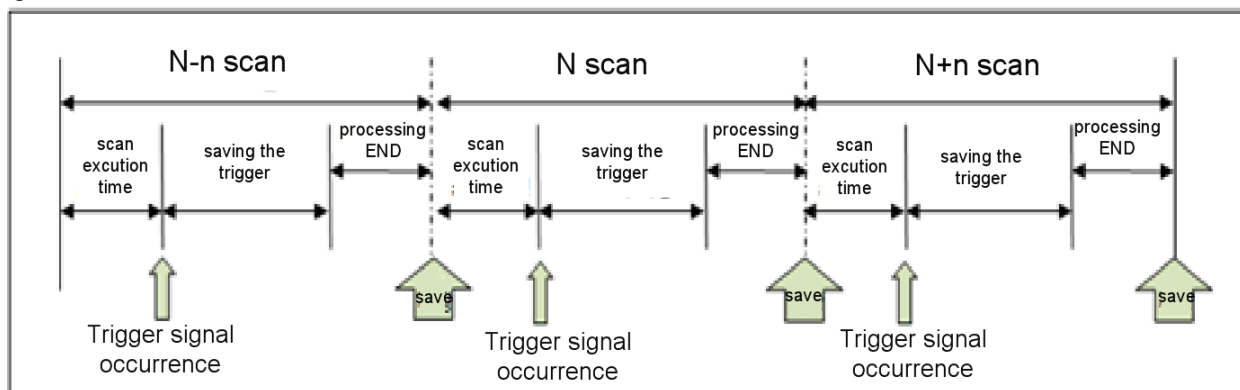 N-n scan
N scan
N+n scan
scan
excution
time
saving the
trigger
processing
END
scan
excution
time
saving the
trigger
processing
END
scan
excution
time
saving the
trigger
processing
END
save
save
save
Trigger signal
occurrence
Trigger signal
occurrence
Trigger signal
occurrence